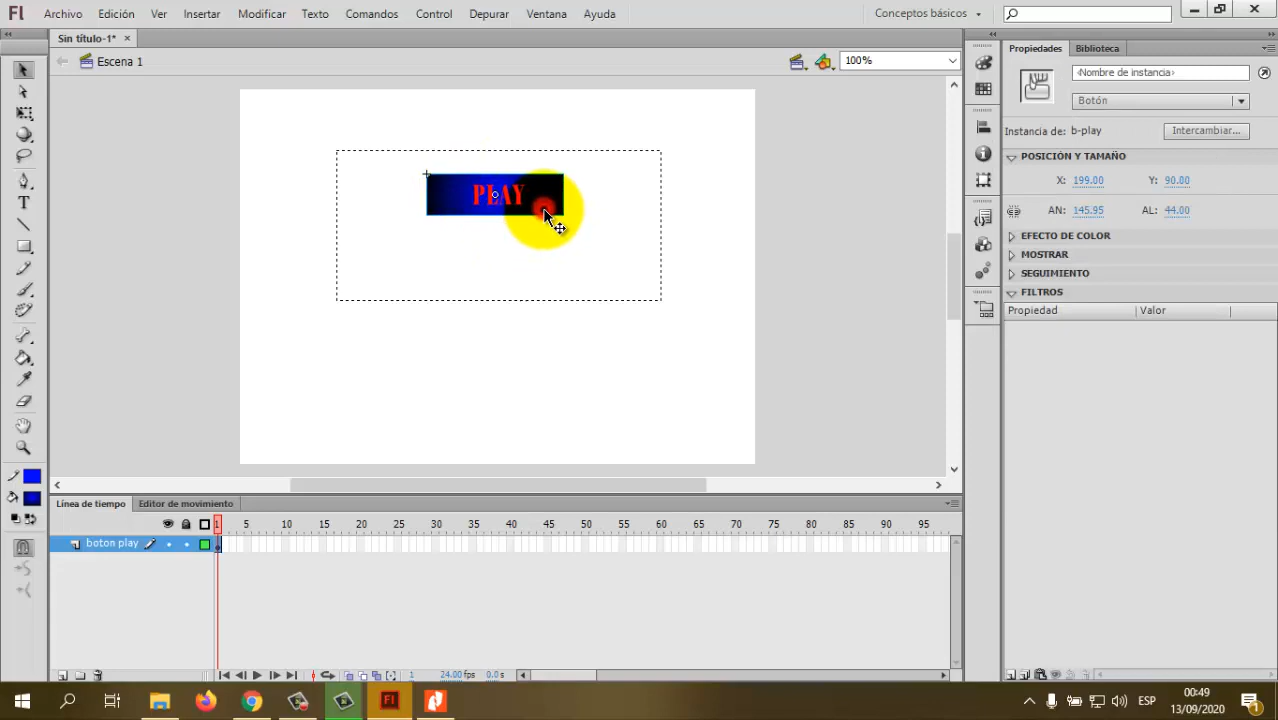 Fl Archivo Edición Ver Insertar Modificar Texto Comandos Control Depurar Ventana Ayuda Conceptos básicos
Sin título-1* ×
Escena 1 100%
Propiedades Biblioteca
‹Nombre de instancia›
Botón
Instancia de: b-play Intercambiar...
POSICIÓN Y TAMAÑO
X: 199.00 Y: 90.00
AN: 145.95 AL: 44.00
EFECTO DE COLOR
MOSTRAR
SEGUIMIENTO
FILTROS
Propiedad Valor
PLAY
Línea de tiempo Editor de movimiento
1 5 10 15 20 25 30 35 40 45 50 55 60 65 70 75 80 85 90 95
boton play
1 24.00 fps 0.0 s
Fl
ESP
00:49
13/09/2020
1